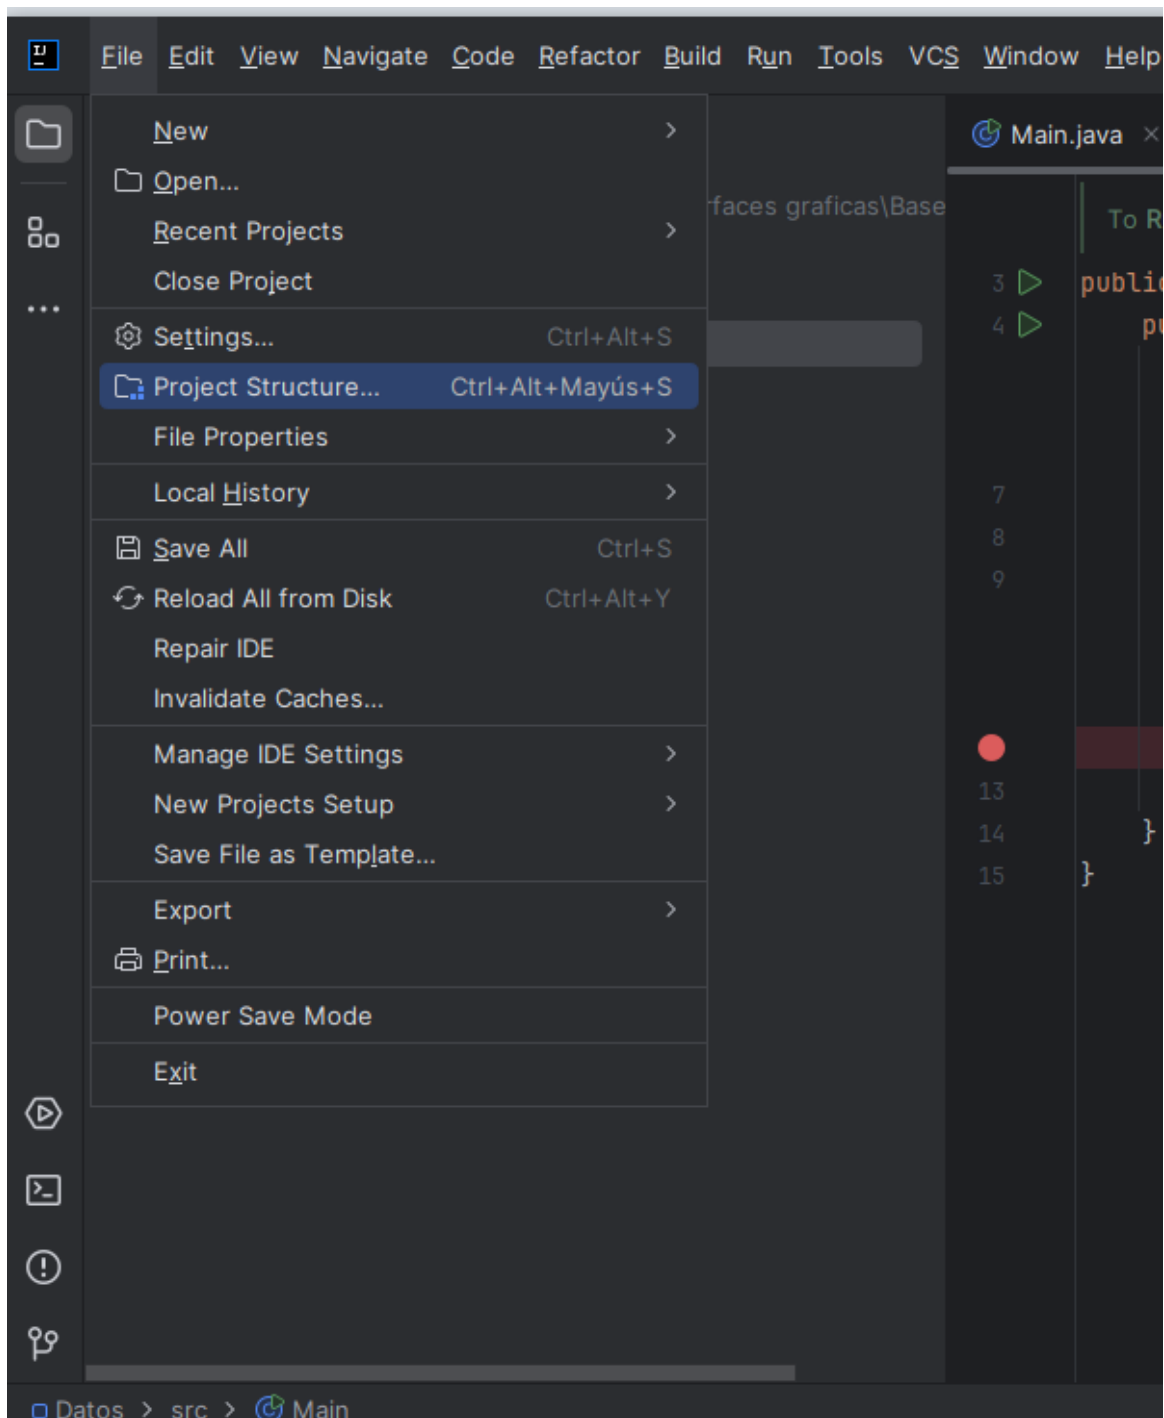 IJ
File Edit View Navigate Code Refactor Build Run Tools VCS Window Help
Main.java
New
Open...
faces graficas\Base
To R
Recent Projects
Close Project
3 public
Settings... Ctrl+Alt+S
4 pu
Project Structure... Ctrl+Alt+Mayús+S
File Properties
Local History
7
8
Save All Ctrl+S
9
Reload All from Disk Ctrl+Alt+Y
Repair IDE
Invalidate Caches...
Manage IDE Settings
13
New Projects Setup
14 }
Save File as Template...
15 }
Export
Print...
Power Save Mode
Exit
Datos > src > Main